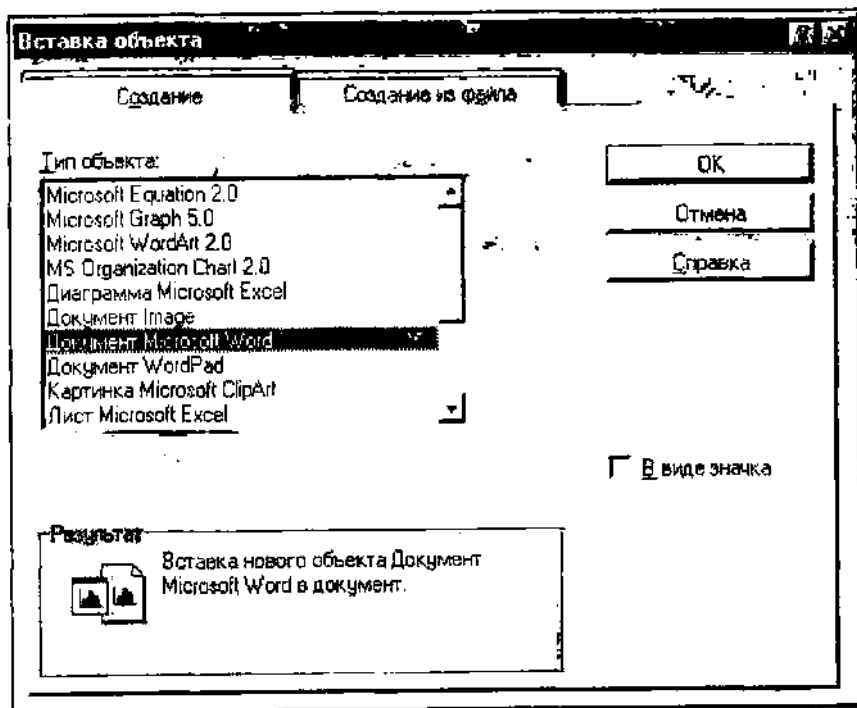 Вставка объекта
Создание
Создание из файла
Тип объекта:
Microsoft Equation 2.0
Microsoft Graph 5.0
Microsoft WordArt 2.0
MS Organization Chart 2.0
Диаграмма Microsoft Excel
Документ Image
Документ Microsoft Word
Документ WordPad
Картинка Microsoft ClipArt
Лист Microsoft Excel
OK
Отмена
Справка
В виде значка
Результат
Вставка нового объекта Документ
Microsoft Word в документ.